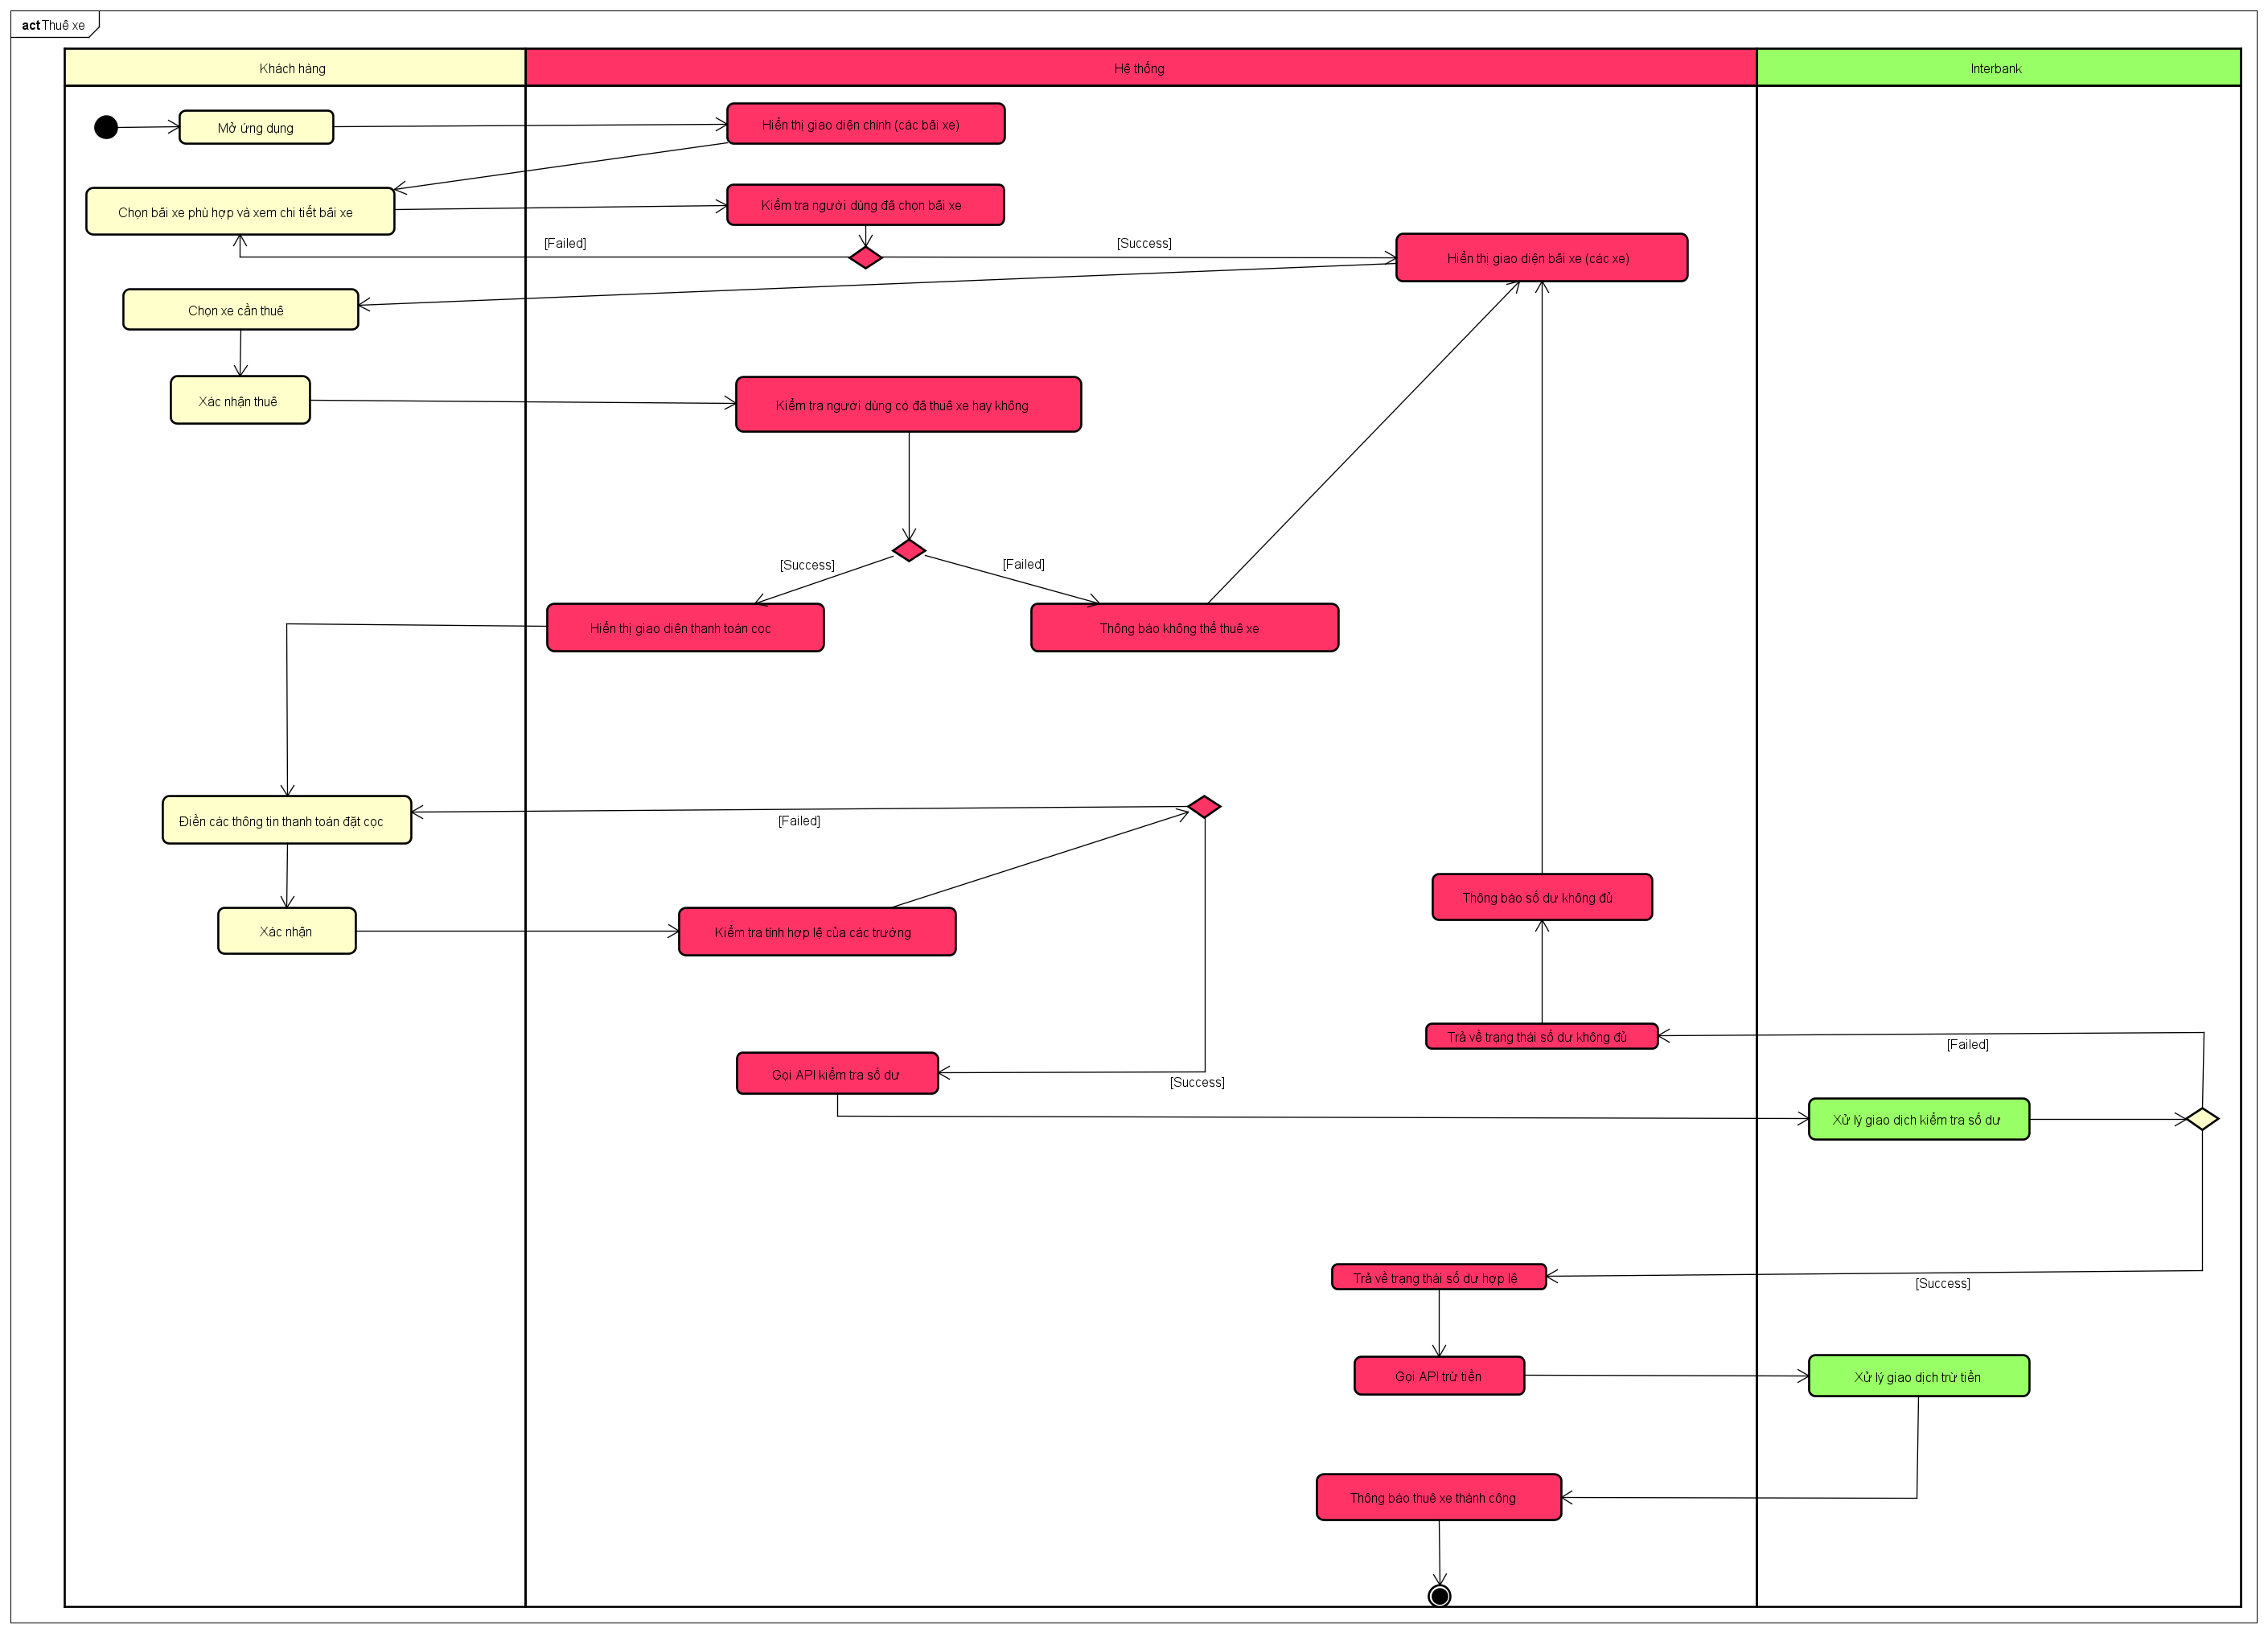 act Thuê xe
Khách hàng
Hệ thống
Interbank
Mở ứng dụng
Hiển thị giao diện chính (các bãi xe)
Chọn bãi xe phù hợp và xem chi tiết bãi xe
Kiểm tra người dùng đã chọn bãi xe
[Failed]
[Success]
Hiển thị giao diện bãi xe (các xe)
Chọn xe cần thuê
Xác nhận thuê
Kiểm tra người dùng có đã thuê xe hay không
[Success]
[Failed]
Hiển thị giao diện thanh toán cọc
Thông báo không thể thuê xe
Điền các thông tin thanh toán đặt cọc
[Failed]
Thông báo số dư không đủ
Xác nhận
Kiểm tra tính hợp lệ của các trường
Trả về trạng thái số dư không đủ
[Failed]
Gọi API kiểm tra số dư
[Success]
Xử lý giao dịch kiểm tra số dư
Trả về trạng thái số dư hợp lệ
[Success]
Gọi API trừ tiền
Xử lý giao dịch trừ tiền
Thông báo thuê xe thành công